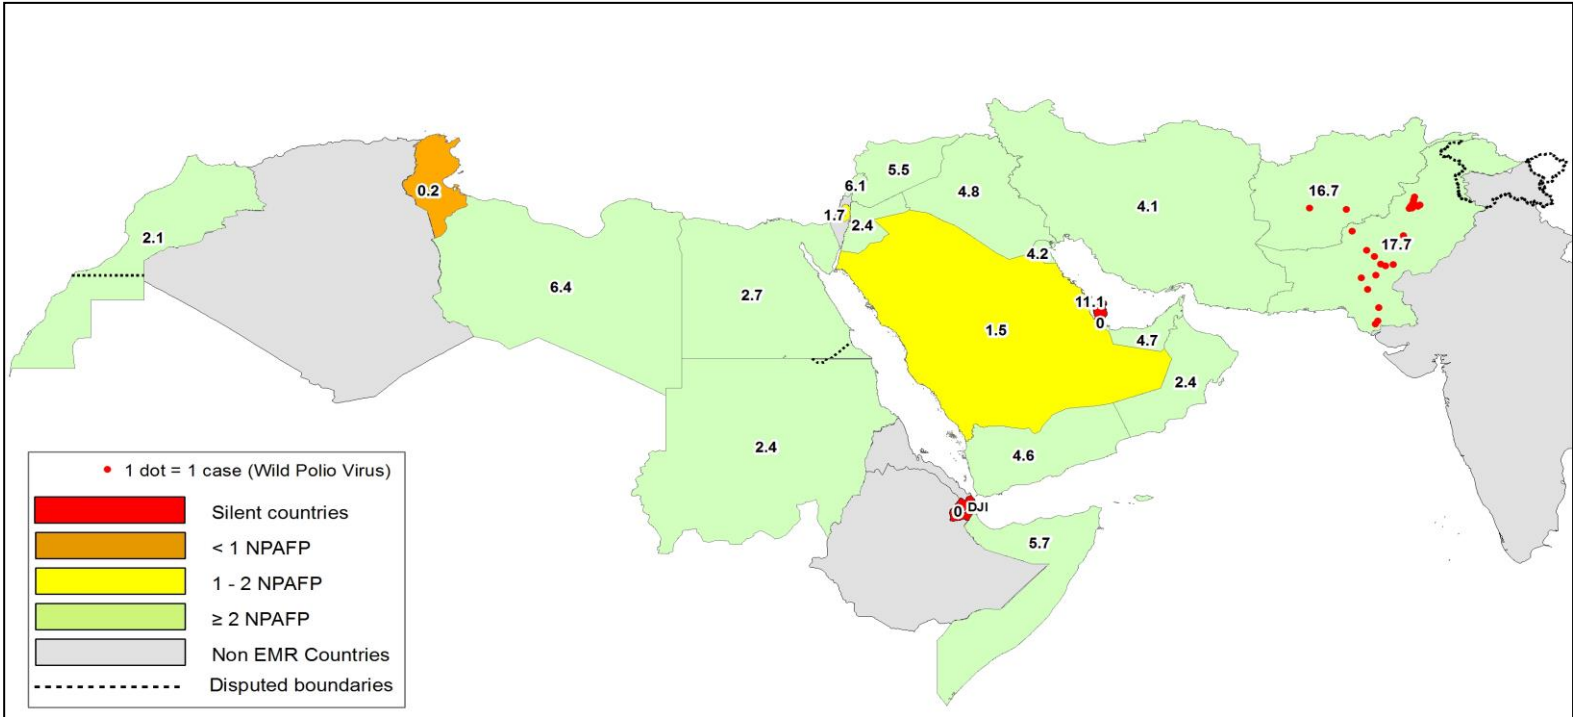 0.2
2.1
6.4
2.7
2.4
5.5
6.1
4.8
1.7
2.4
4.1
16.7
17.7
4.2
11.1
0
1.5
4.7
2.4
4.6
0
DJI
5.7
1 dot = 1 case (Wild Polio Virus)
Silent countries
< 1 NPAFP
1 - 2 NPAFP
≥ 2 NPAFP
Non EMR Countries
Disputed boundaries